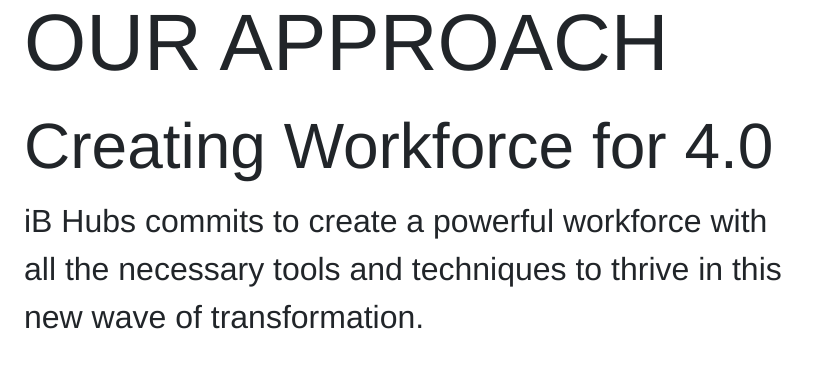 OUR APPROACH
Creating Workforce for 4.0
iB Hubs commits to create a powerful workforce with
all the necessary tools and techniques to thrive in this
new wave of transformation.